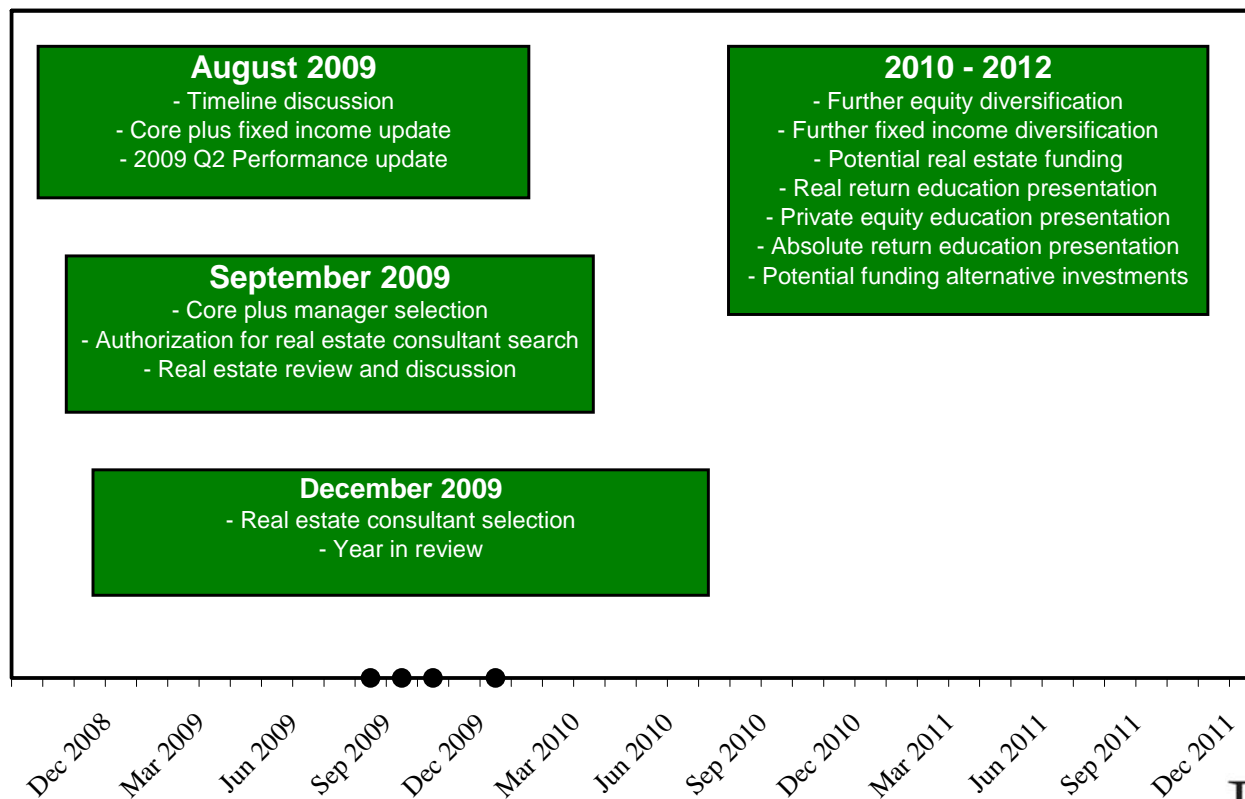 August 2009
- Timeline discussion
- Core plus fixed income update
- 2009 Q2 Performance update
September 2009
- Core plus manager selection
- Authorization for real estate consultant search
- Real estate review and discussion
December 2009
- Real estate consultant selection
- Year in review
2010 - 2012
- Further equity diversification
- Further fixed income diversification
- Potential real estate funding
- Real return education presentation
- Private equity education presentation
- Absolute return education presentation
- Potential funding alternative investments
Dec 2008
Mar 2009
Jun 2009
Sep 2009
Dec 2009
Mar 2010
Jun 2010
Sep 2010
Dec 2010
Mar 2011
Jun 2011
Sep 2011
Dec 2011